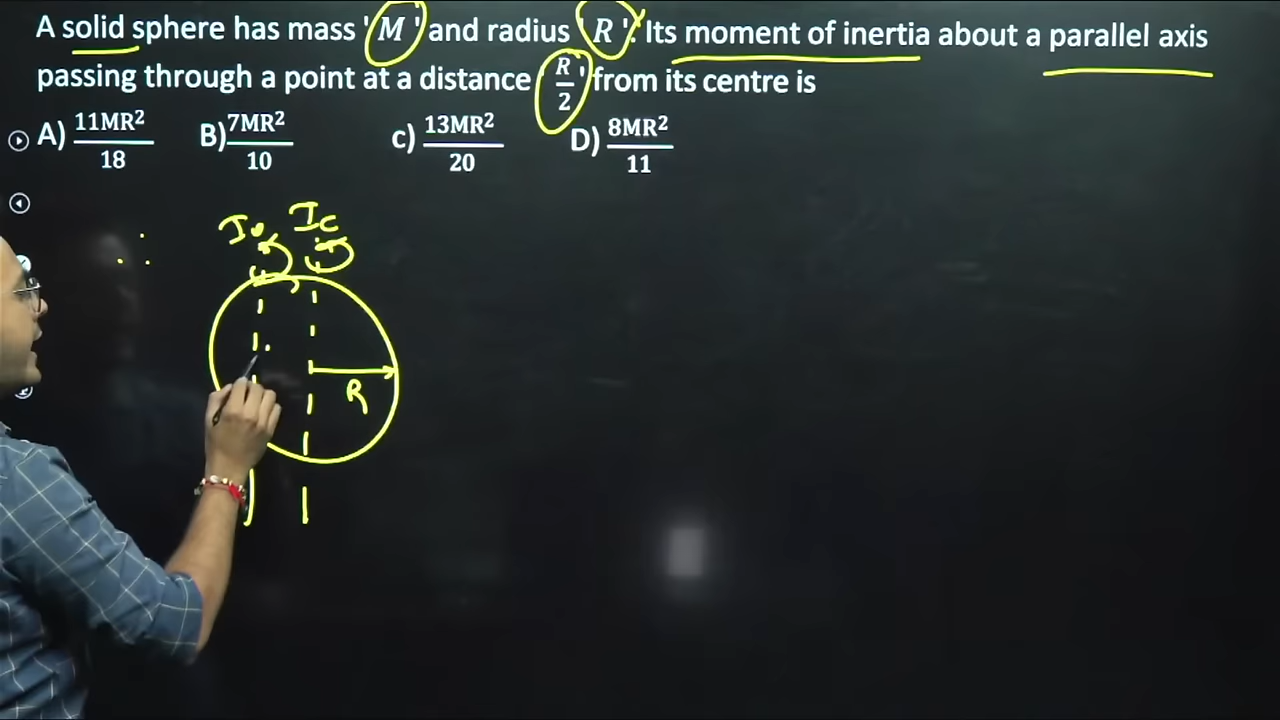 A solid sphere has mass 'M' and radius 'R'. Its moment of inertia about a parallel axis
passing through a point at a distance 'R/2' from its centre is
A) 11MR²/18 B) 7MR²/10 c) 13MR²/20 D) 8MR²/11
I₀ I_C
R